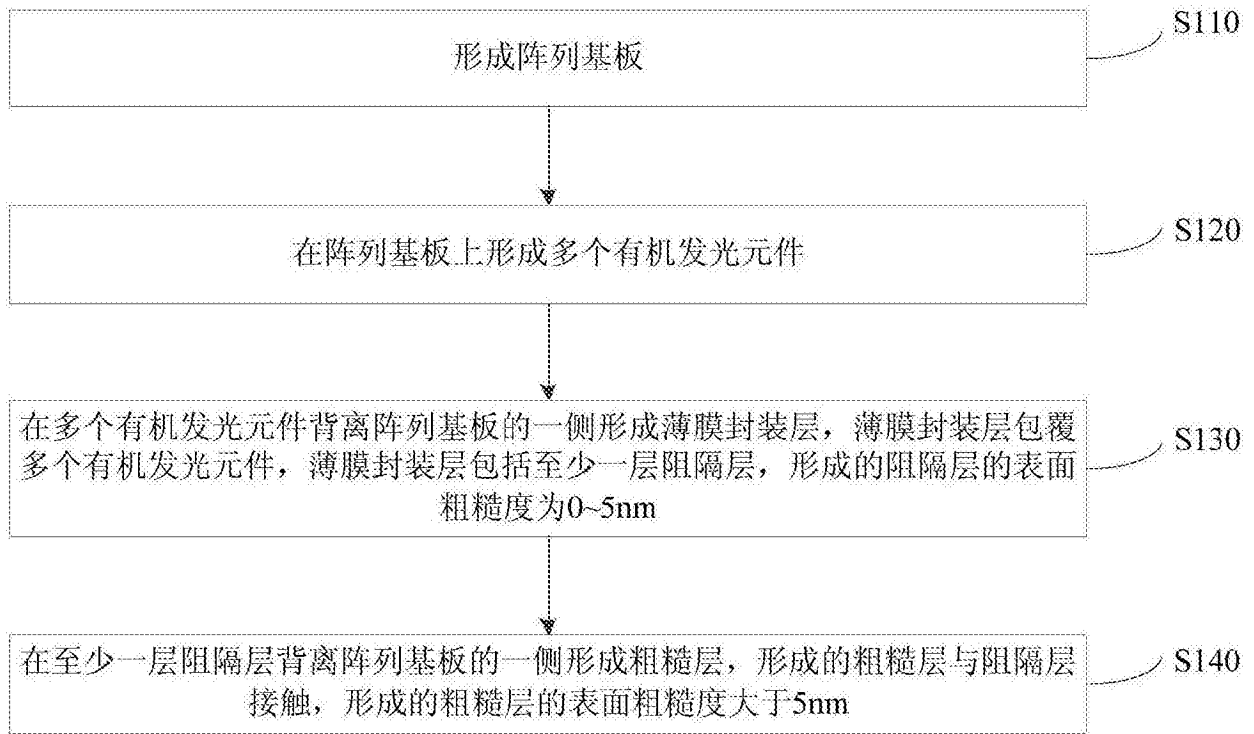 形成阵列基板
S110
在阵列基板上形成多个有机发光元件
S120
在多个有机发光元件背离阵列基板的一侧形成薄膜封装层，薄膜封装层包覆
多个有机发光元件，薄膜封装层包括至少一层阻隔层，形成的阻隔层的表面
粗糙度为0~5nm
S130
在至少一层阻隔层背离阵列基板的一侧形成粗糙层，形成的粗糙层与阻隔层
接触，形成的粗糙层的表面粗糙度大于5nm
S140